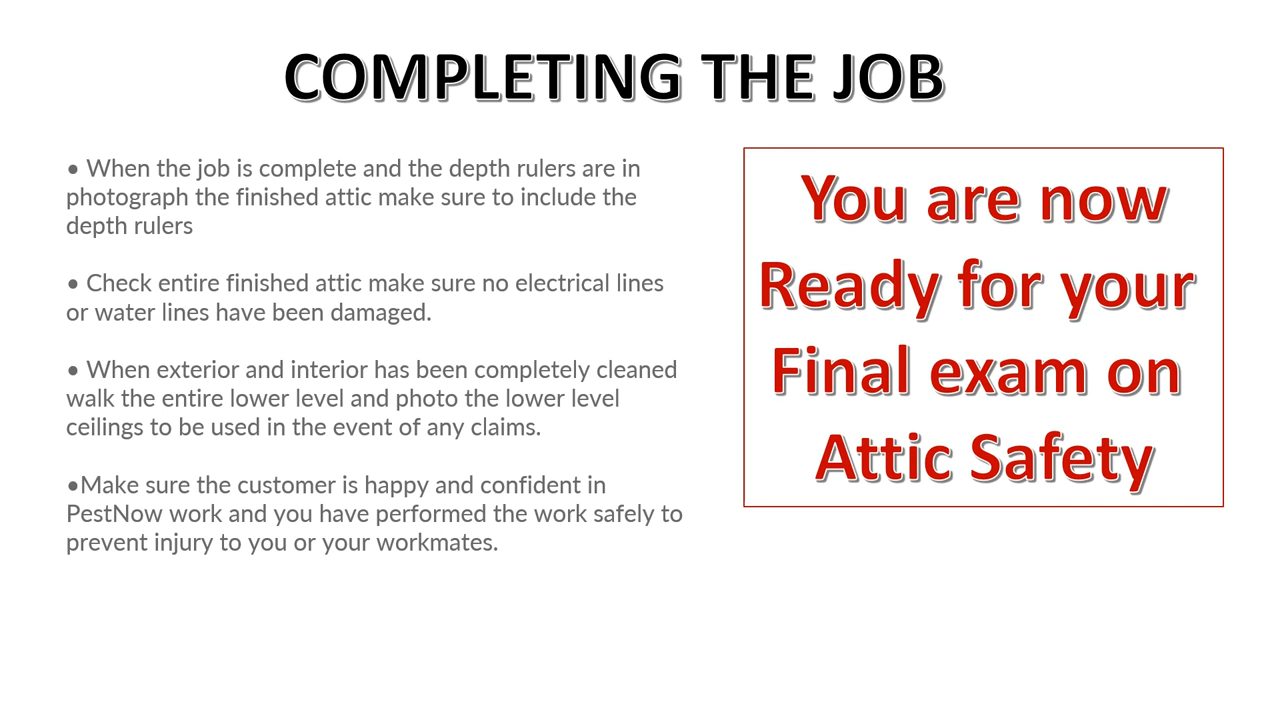 COMPLETING THE JOB
• When the job is complete and the depth rulers are in
photograph the finished attic make sure to include the
depth rulers
• Check entire finished attic make sure no electrical lines
or water lines have been damaged.
• When exterior and interior has been completely cleaned
walk the entire lower level and photo the lower level
ceilings to be used in the event of any claims.
•Make sure the customer is happy and confident in
PestNow work and you have performed the work safely to
prevent injury to you or your workmates.
You are now
Ready for your
Final exam on
Attic Safety